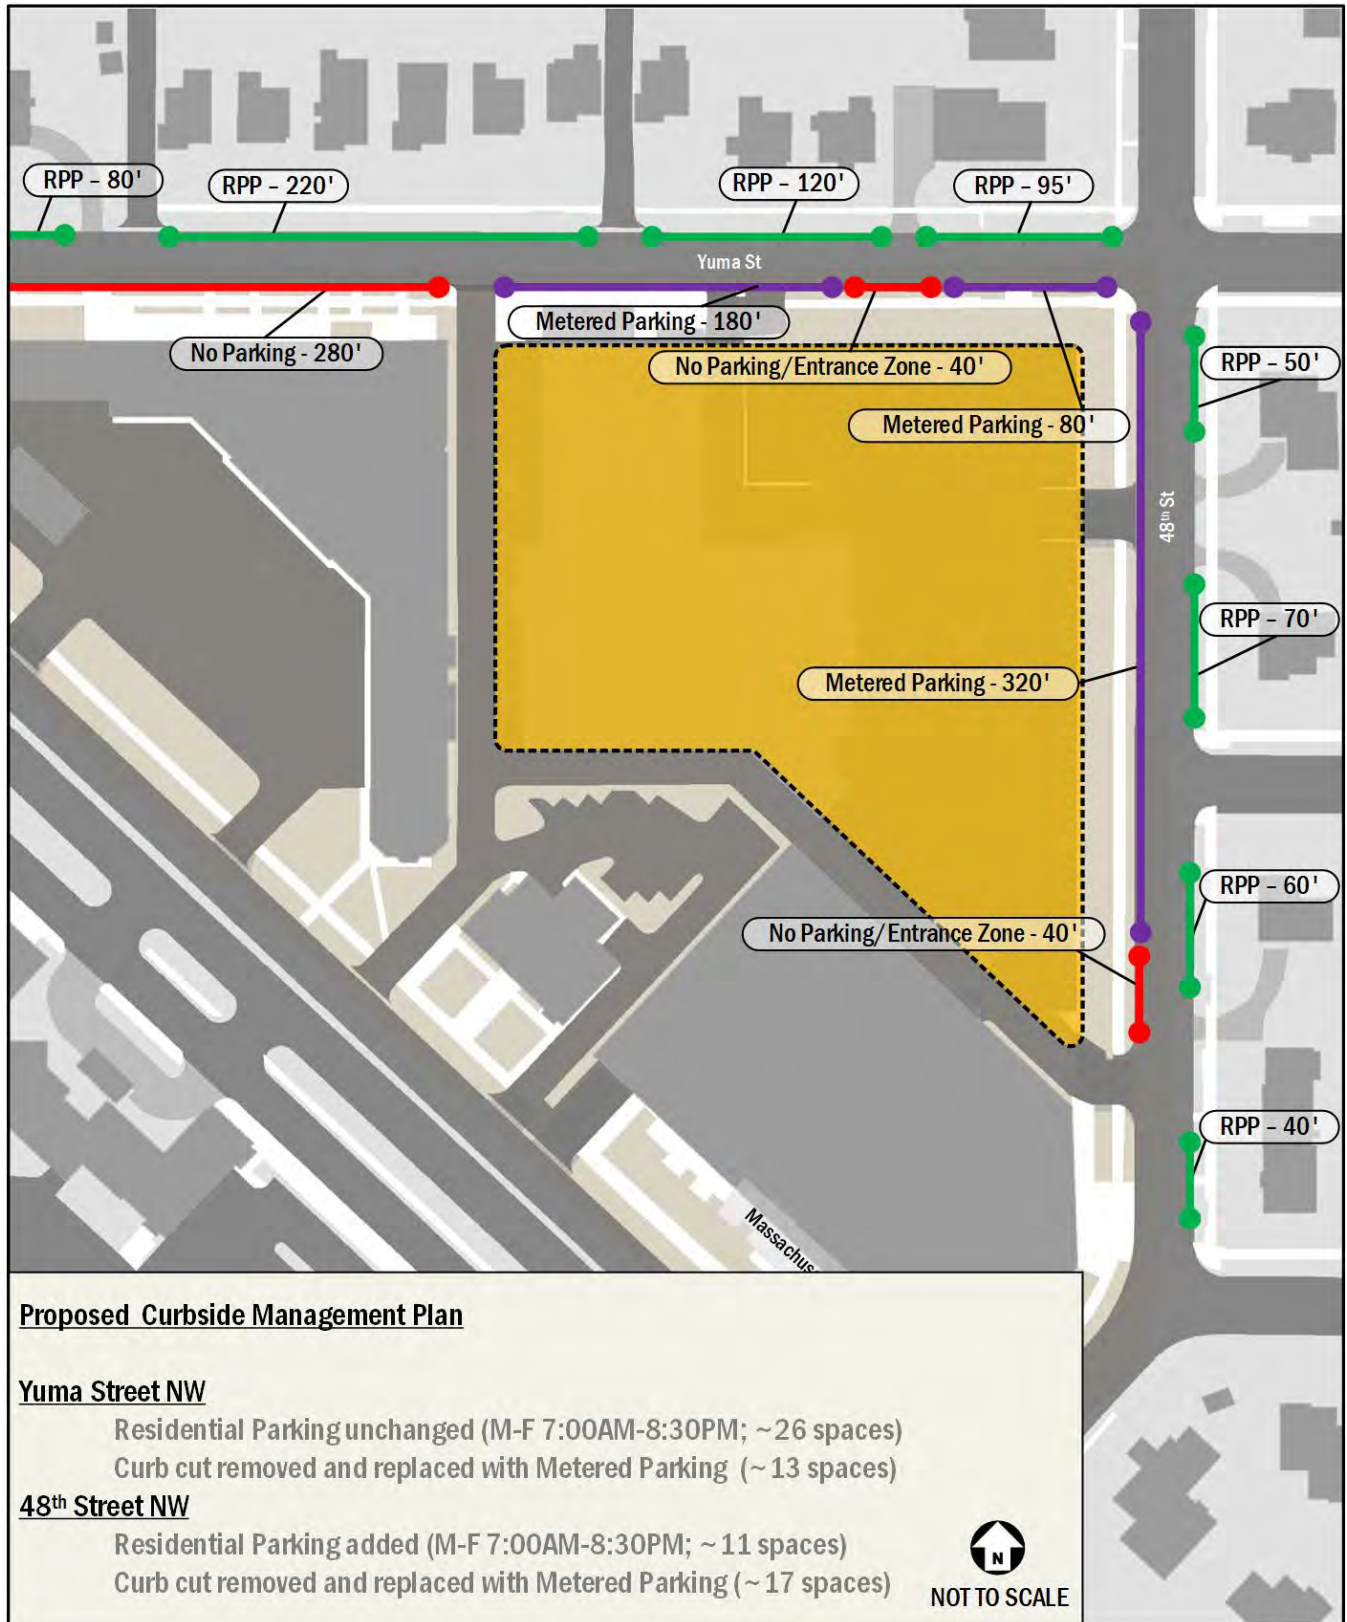 RPP – 80'
RPP – 220'
RPP – 120'
RPP – 95'
Yuma St
Metered Parking - 180'
No Parking - 280'
No Parking/Entrance Zone - 40'
RPP – 50'
Metered Parking - 80'
48th St
RPP – 70'
Metered Parking - 320'
RPP – 60'
No Parking/Entrance Zone - 40'
RPP – 40'
Massachus
Proposed Curbside Management Plan
Yuma Street NW
Residential Parking unchanged (M-F 7:00AM-8:30PM; ~26 spaces)
Curb cut removed and replaced with Metered Parking (~13 spaces)
48th Street NW
Residential Parking added (M-F 7:00AM-8:30PM; ~11 spaces)
Curb cut removed and replaced with Metered Parking (~17 spaces)
N
NOT TO SCALE